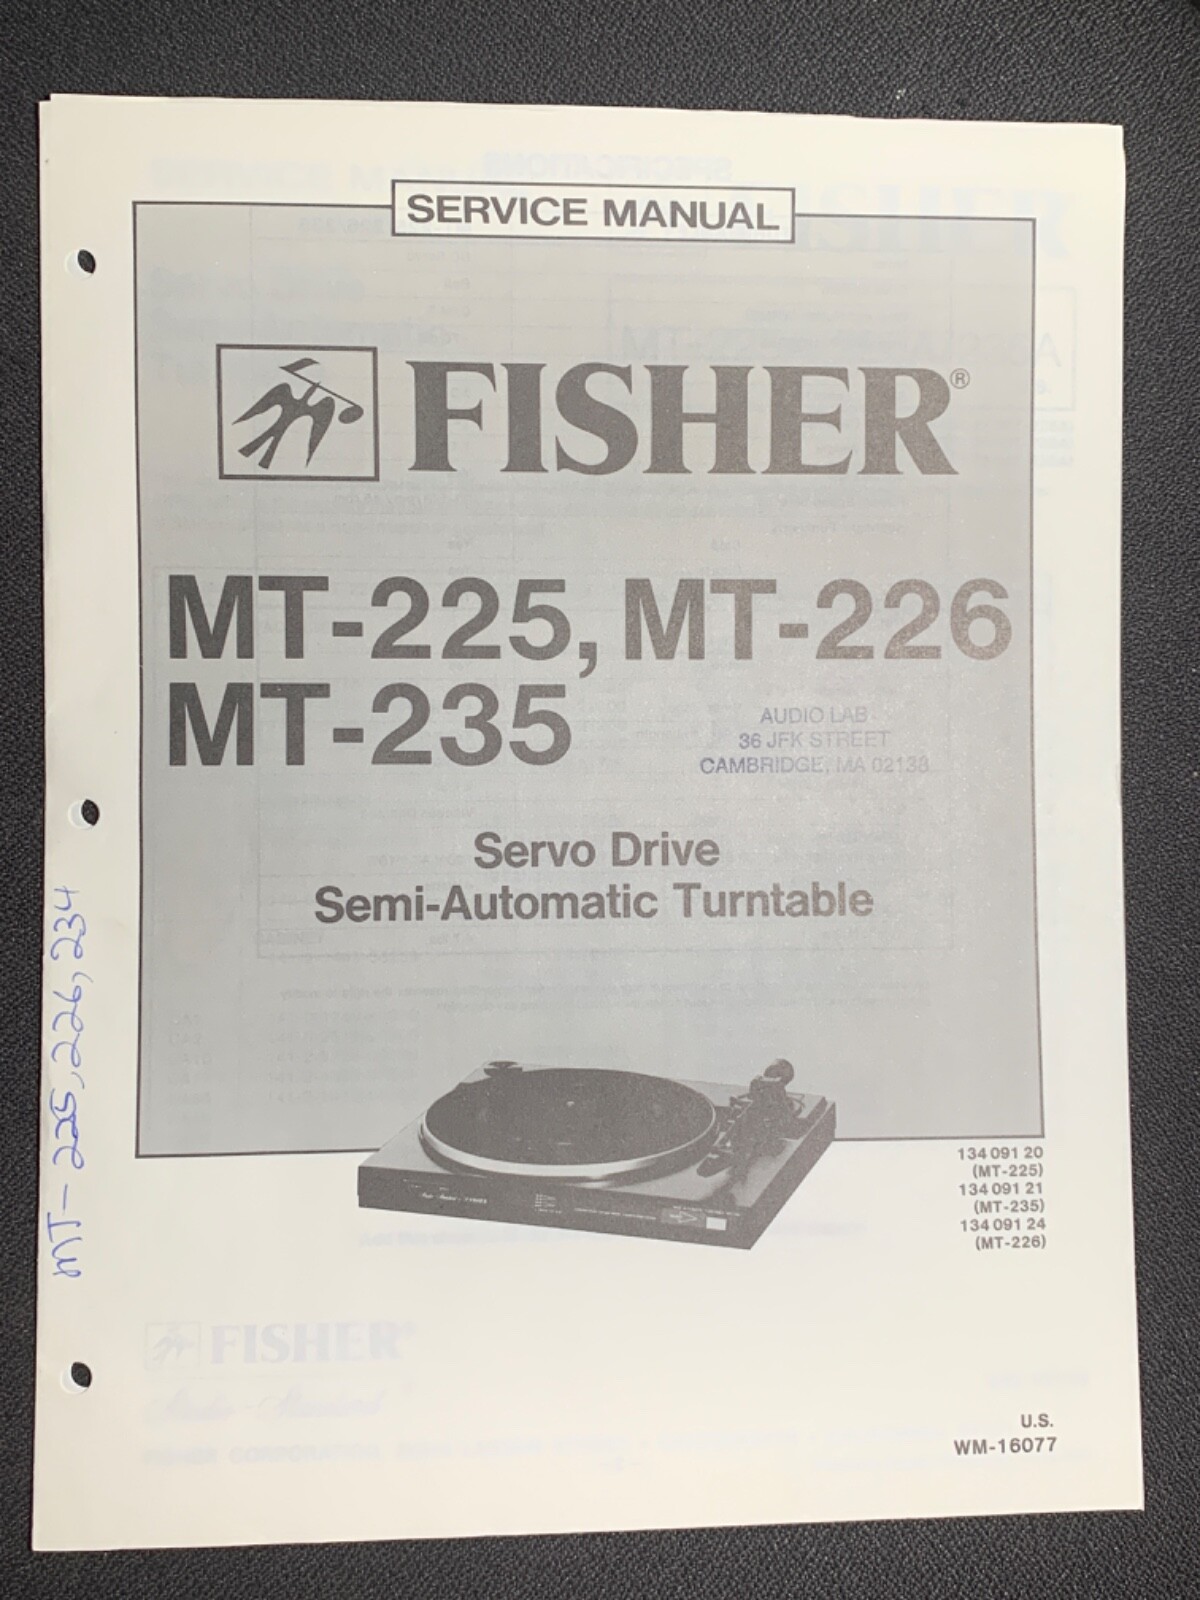 SERVICE MANUAL
FISHER®
MT-225, MT-226
MT-235
AUDIO LAB
36 JFK STREET
CAMBRIDGE, MA 02138
Servo Drive
Semi-Automatic Turntable
134 091 20
(MT-225)
134 091 21
(MT-235)
134 091 24
(MT-226)
U.S.
WM-16077
MT-225, 226, 234
FISHER